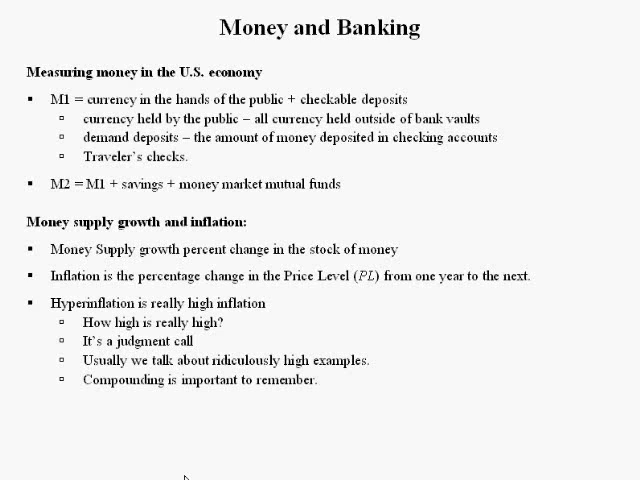 Money and Banking
Measuring money in the U.S. economy
▪ M1 = currency in the hands of the public + checkable deposits
▫ currency held by the public – all currency held outside of bank vaults
▫ demand deposits – the amount of money deposited in checking accounts
▫ Traveler's checks.
▪ M2 = M1 + savings + money market mutual funds
Money supply growth and inflation:
▪ Money Supply growth percent change in the stock of money
▪ Inflation is the percentage change in the Price Level (PL) from one year to the next.
▪ Hyperinflation is really high inflation
▫ How high is really high?
▫ It's a judgment call
▫ Usually we talk about ridiculously high examples.
▫ Compounding is important to remember.